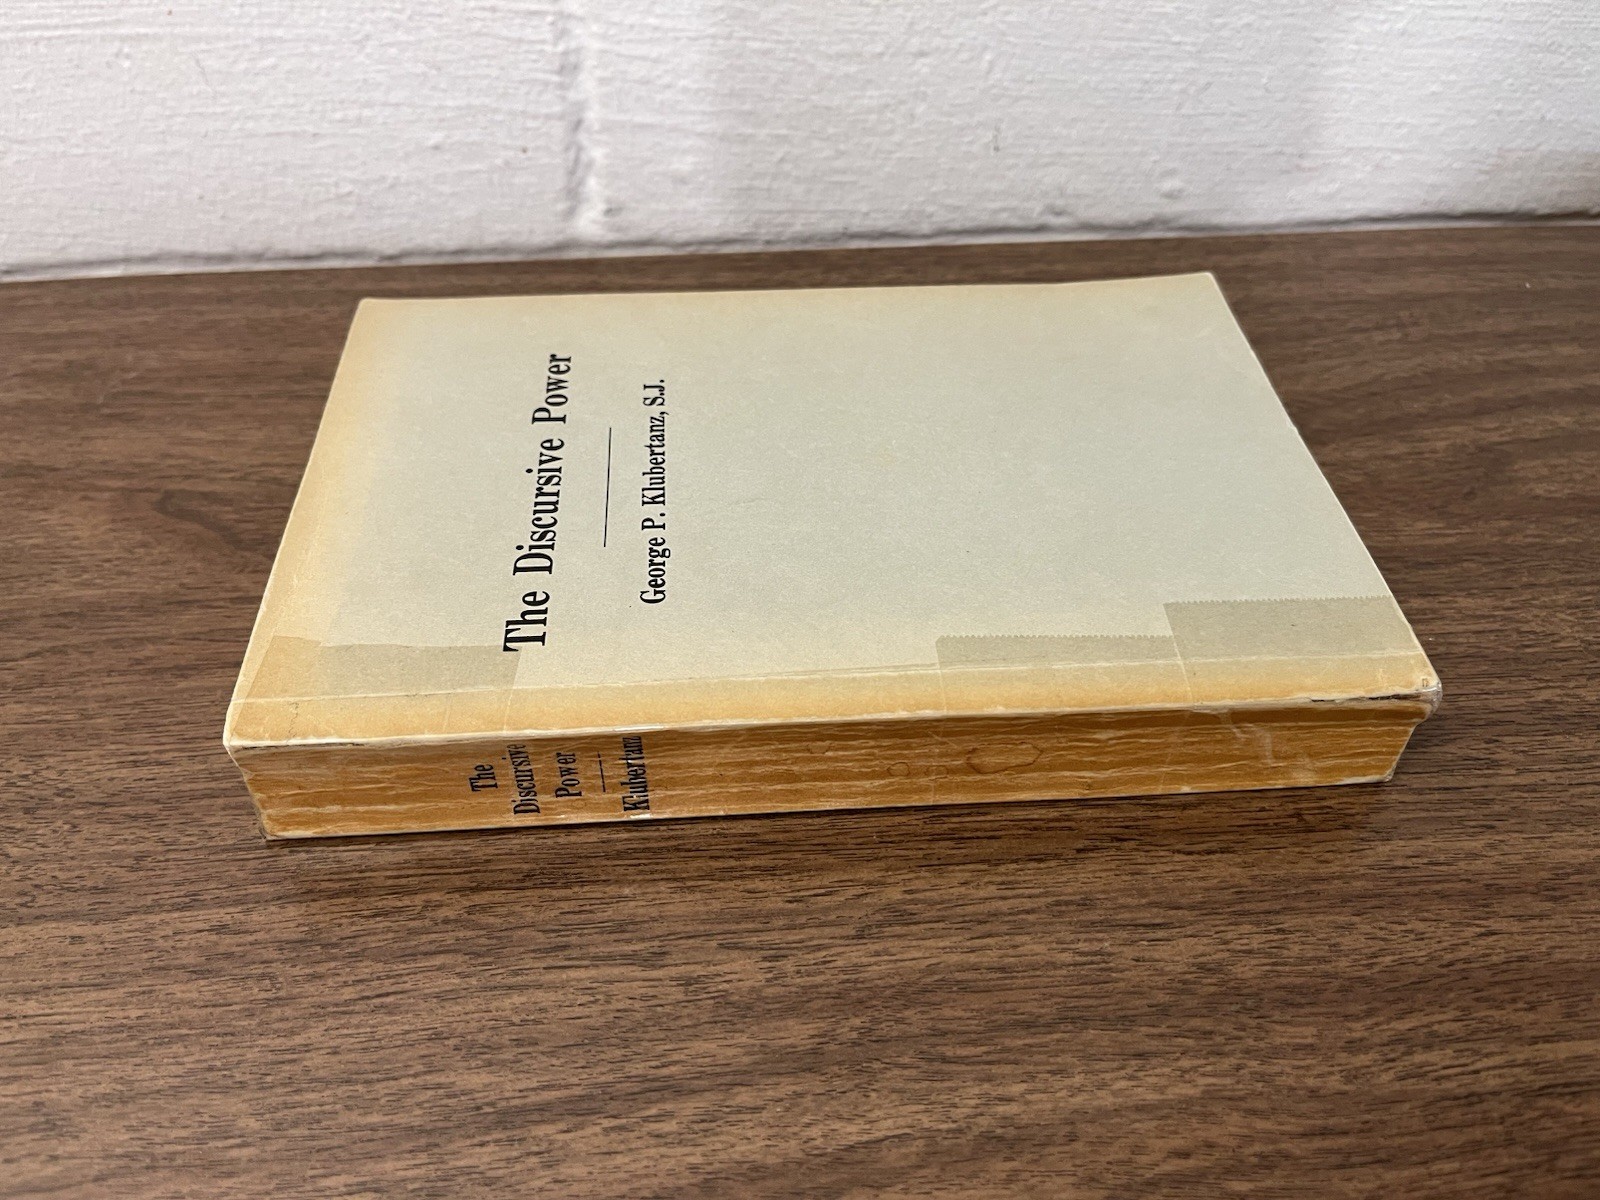 The Discursive Power
George P. Klubertanz, S.J.
The
Discursive
Power
Klubertanz